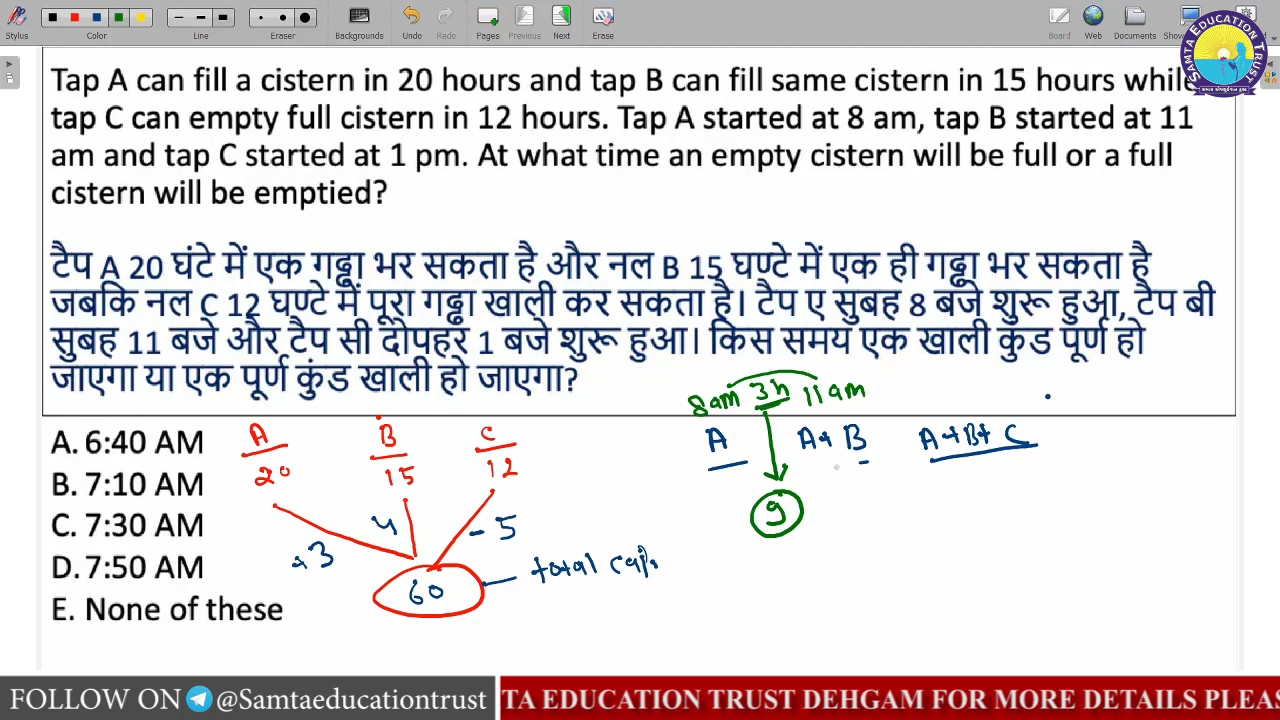 Stylus Color Line Eraser Backgrounds Undo Redo Pages Previous Next Erase Board Web Documents
SAMTA EDUCATION TRUST
Tap A can fill a cistern in 20 hours and tap B can fill same cistern in 15 hours while
tap C can empty full cistern in 12 hours. Tap A started at 8 am, tap B started at 11
am and tap C started at 1 pm. At what time an empty cistern will be full or a full
cistern will be emptied?
टैप A 20 घंटे में एक गढ्ढा भर सकता है और नल B 15 घण्टे में एक ही गढ्ढा भर सकता है
जबकि नल C 12 घण्टे में पूरा गढ्ढा खाली कर सकता है। टैप ए सुबह 8 बजे शुरू हुआ, टैप बी
सुबह 11 बजे और टैप सी दोपहर 1 बजे शुरू हुआ। किस समय एक खाली कुंड पूर्ण हो
जाएगा या एक पूर्ण कुंड खाली हो जाएगा?
8am 3h 11am
A. 6:40 AM
B. 7:10 AM
C. 7:30 AM
D. 7:50 AM
E. None of these
A B C
20 15 12
+3 4 -5
60 total cap.
A A+B A+B+C
9
FOLLOW ON @Samtaeducationtrust
TA EDUCATION TRUST DEHGAM FOR MORE DETAILS PLEAS